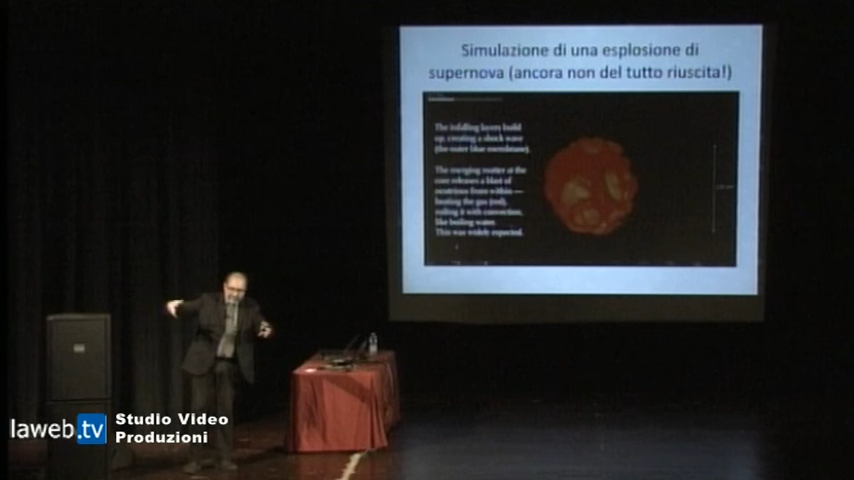 Simulazione di una esplosione di
supernova (ancora non del tutto riuscita!)
The infalling layers build
up, creating a shock wave
(the outer blue membrane).
The merging matter at the
core releases a blast of
neutrinos from within —
heating the gas (red),
roiling it with convection,
like boiling water.
This was widely expected.
laweb.tv
Studio Video
Produzioni